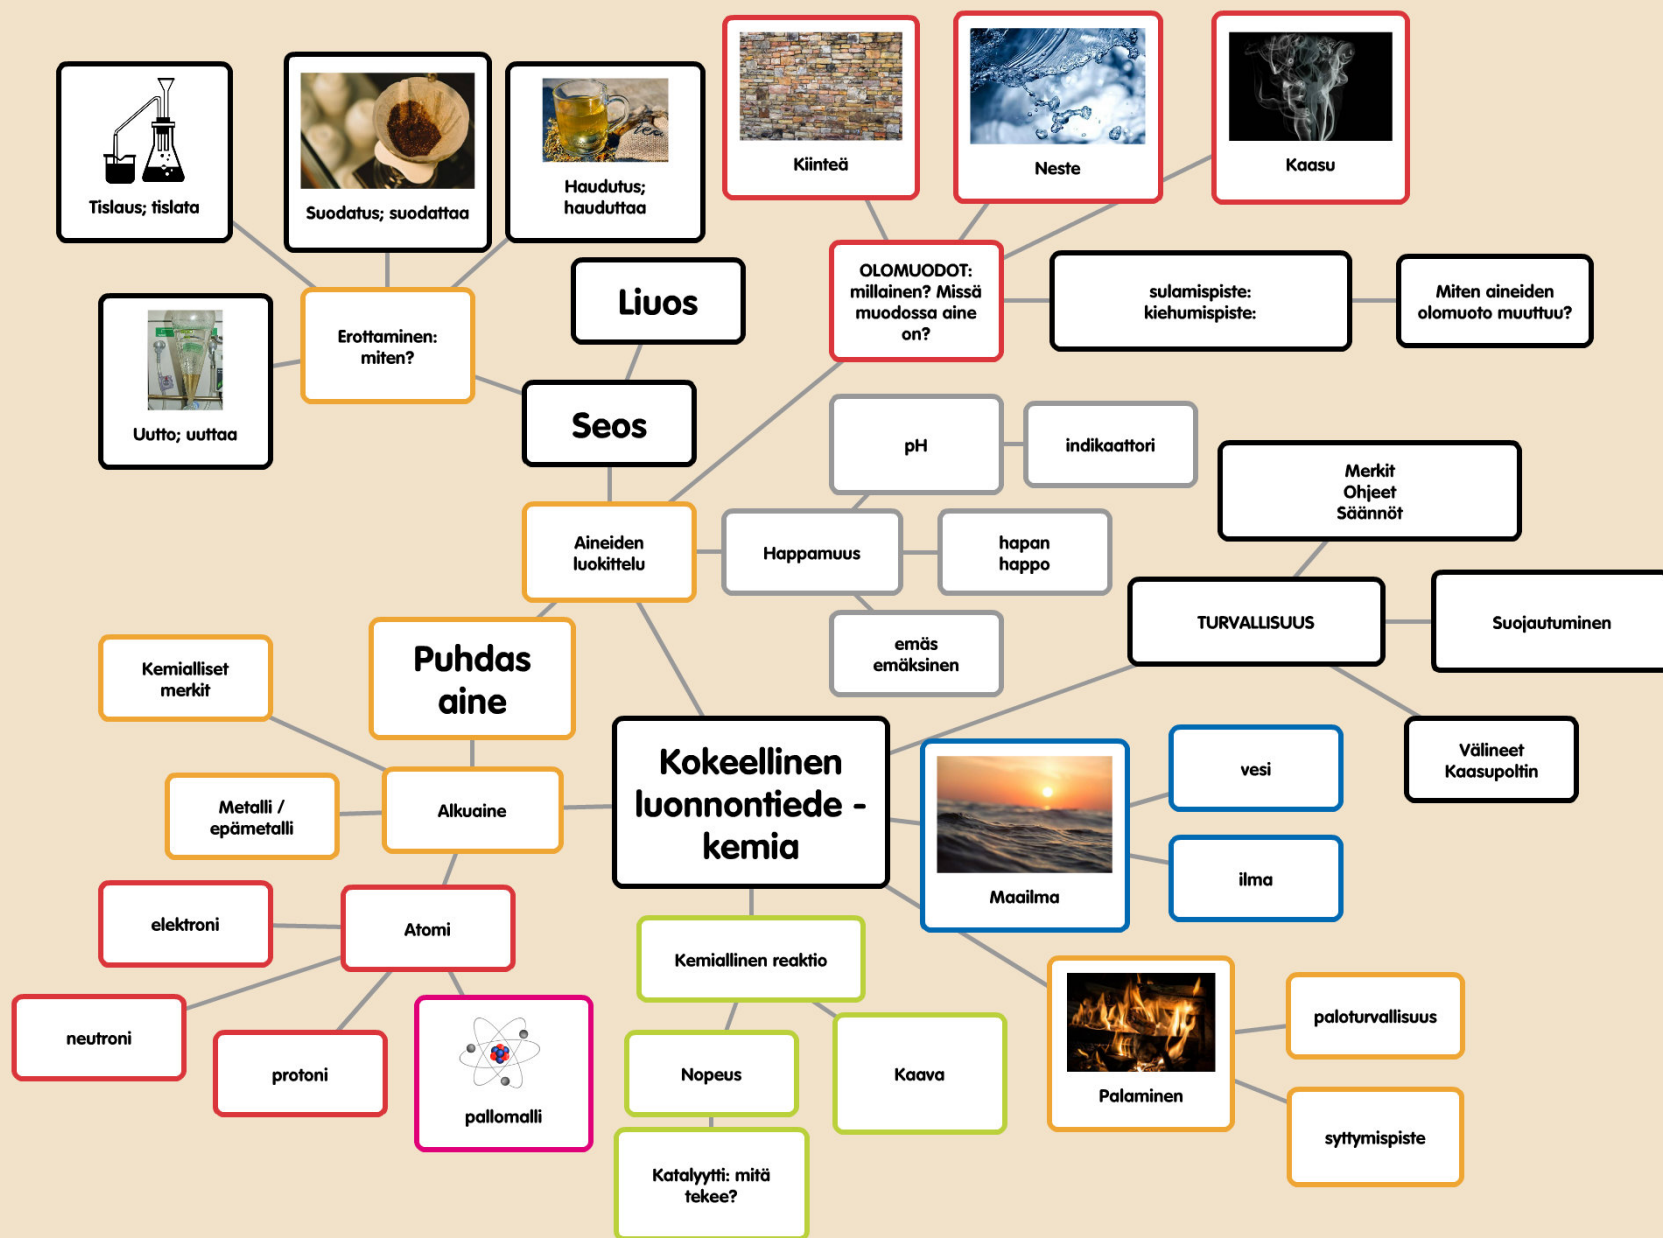 Kiinteä
Neste
Kaasu
Tislaus; tislata
Suodatus; suodattaa
Haudutus;
hauduttaa
OLOMUODOT:
millainen? Missä
muodossa aine
on?
sulamispiste:
kiehumispiste:
Miten aineiden
olomuoto muuttuu?
Liuos
Erottaminen:
miten?
Uutto; uuttaa
Seos
pH
indikaattori
Merkit
Ohjeet
Säännöt
Aineiden
luokittelu
Happamuus
hapan
happo
TURVALLISUUS
Suojautuminen
emäs
emäksinen
Kemialliset
merkit
Puhdas
aine
Välineet
Kaasupoltin
Kokeellinen
luonnontiede -
kemia
Metalli /
epämetalli
Alkuaine
Maailma
vesi
ilma
elektroni
Atomi
Kemiallinen reaktio
neutroni
protoni
pallomalli
Nopeus
Kaava
Palaminen
paloturvallisuus
syttymispiste
Katalyytti: mitä
tekee?